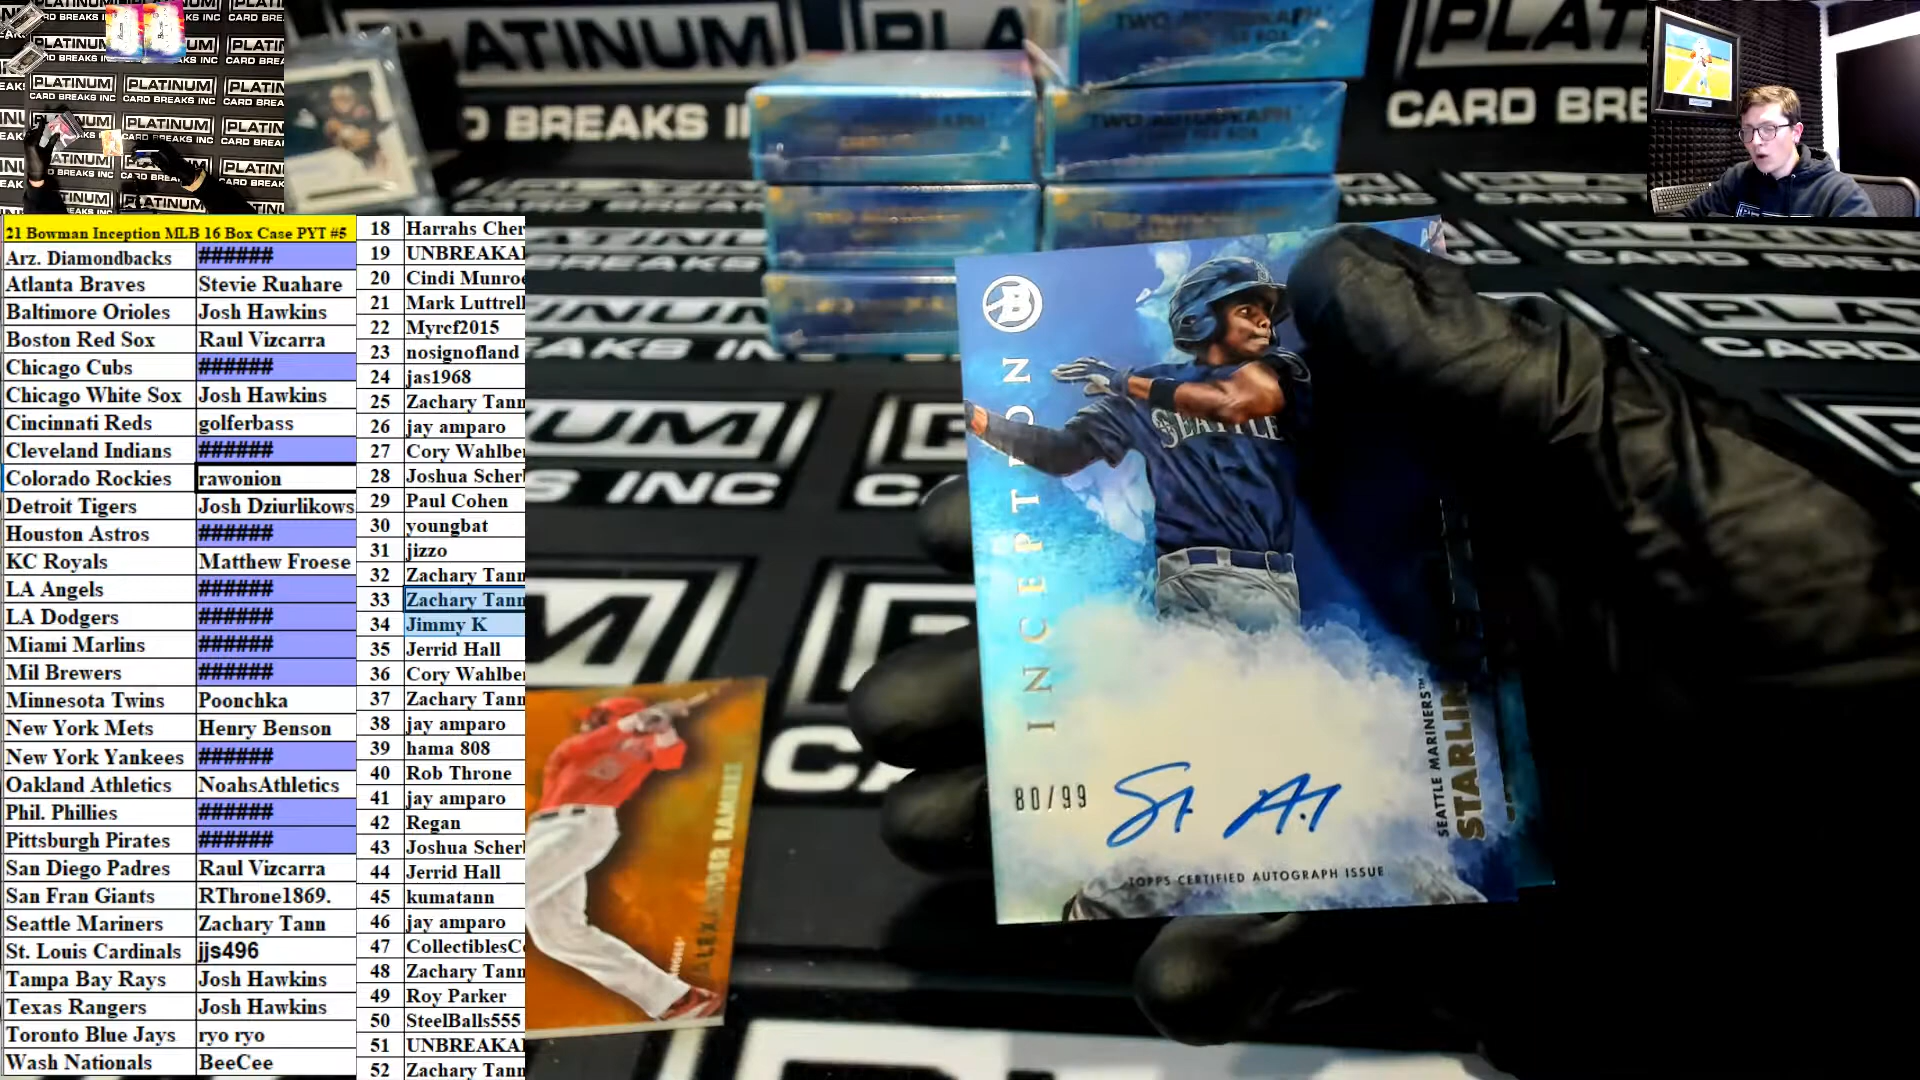 PLATINUM
CARD BREAKS INC
21 Bowman Inception MLB 16 Box Case PYT #5
Arz. Diamondbacks ######
Atlanta Braves Stevie Ruahare
Baltimore Orioles Josh Hawkins
Boston Red Sox Raul Vizcarra
Chicago Cubs ######
Chicago White Sox Josh Hawkins
Cincinnati Reds golferbass
Cleveland Indians ######
Colorado Rockies rawonion
Detroit Tigers Josh Dziurlikows
Houston Astros ######
KC Royals Matthew Froese
LA Angels ######
LA Dodgers ######
Miami Marlins ######
Mil Brewers ######
Minnesota Twins Poonchka
New York Mets Henry Benson
New York Yankees ######
Oakland Athletics NoahsAthletics
Phil. Phillies ######
Pittsburgh Pirates ######
San Diego Padres Raul Vizcarra
San Fran Giants RThrone1869.
Seattle Mariners Zachary Tann
St. Louis Cardinals jjs496
Tampa Bay Rays Josh Hawkins
Texas Rangers Josh Hawkins
Toronto Blue Jays ryo ryo
Wash Nationals BeeCee
18 Harrahs Cher
19 UNBREAKA
20 Cindi Munroe
21 Mark Luttrell
22 Myrcf2015
23 nosignofland
24 jas1968
25 Zachary Tann
26 jay amparo
27 Cory Wahlbe
28 Joshua Scher
29 Paul Cohen
30 youngbat
31 jizzo
32 Zachary Tann
33 Zachary Tann
34 Jimmy K
35 Jerrid Hall
36 Cory Wahlbe
37 Zachary Tann
38 jay amparo
39 hama 808
40 Rob Throne
41 jay amparo
42 Regan
43 Joshua Scher
44 Jerrid Hall
45 kumatann
46 jay amparo
47 CollectiblesC
48 Zachary Tann
49 Roy Parker
50 SteelBalls555
51 UNBREAKA
52 Zachary Tann
TWO AUTOGRAPH
B
INCEPTION
SEATTLE
80/99
TOPPS CERTIFIED AUTOGRAPH ISSUE
SEATTLE MARINERS™
STARLIN
ALEXANDER RAMIREZ
ANGELS